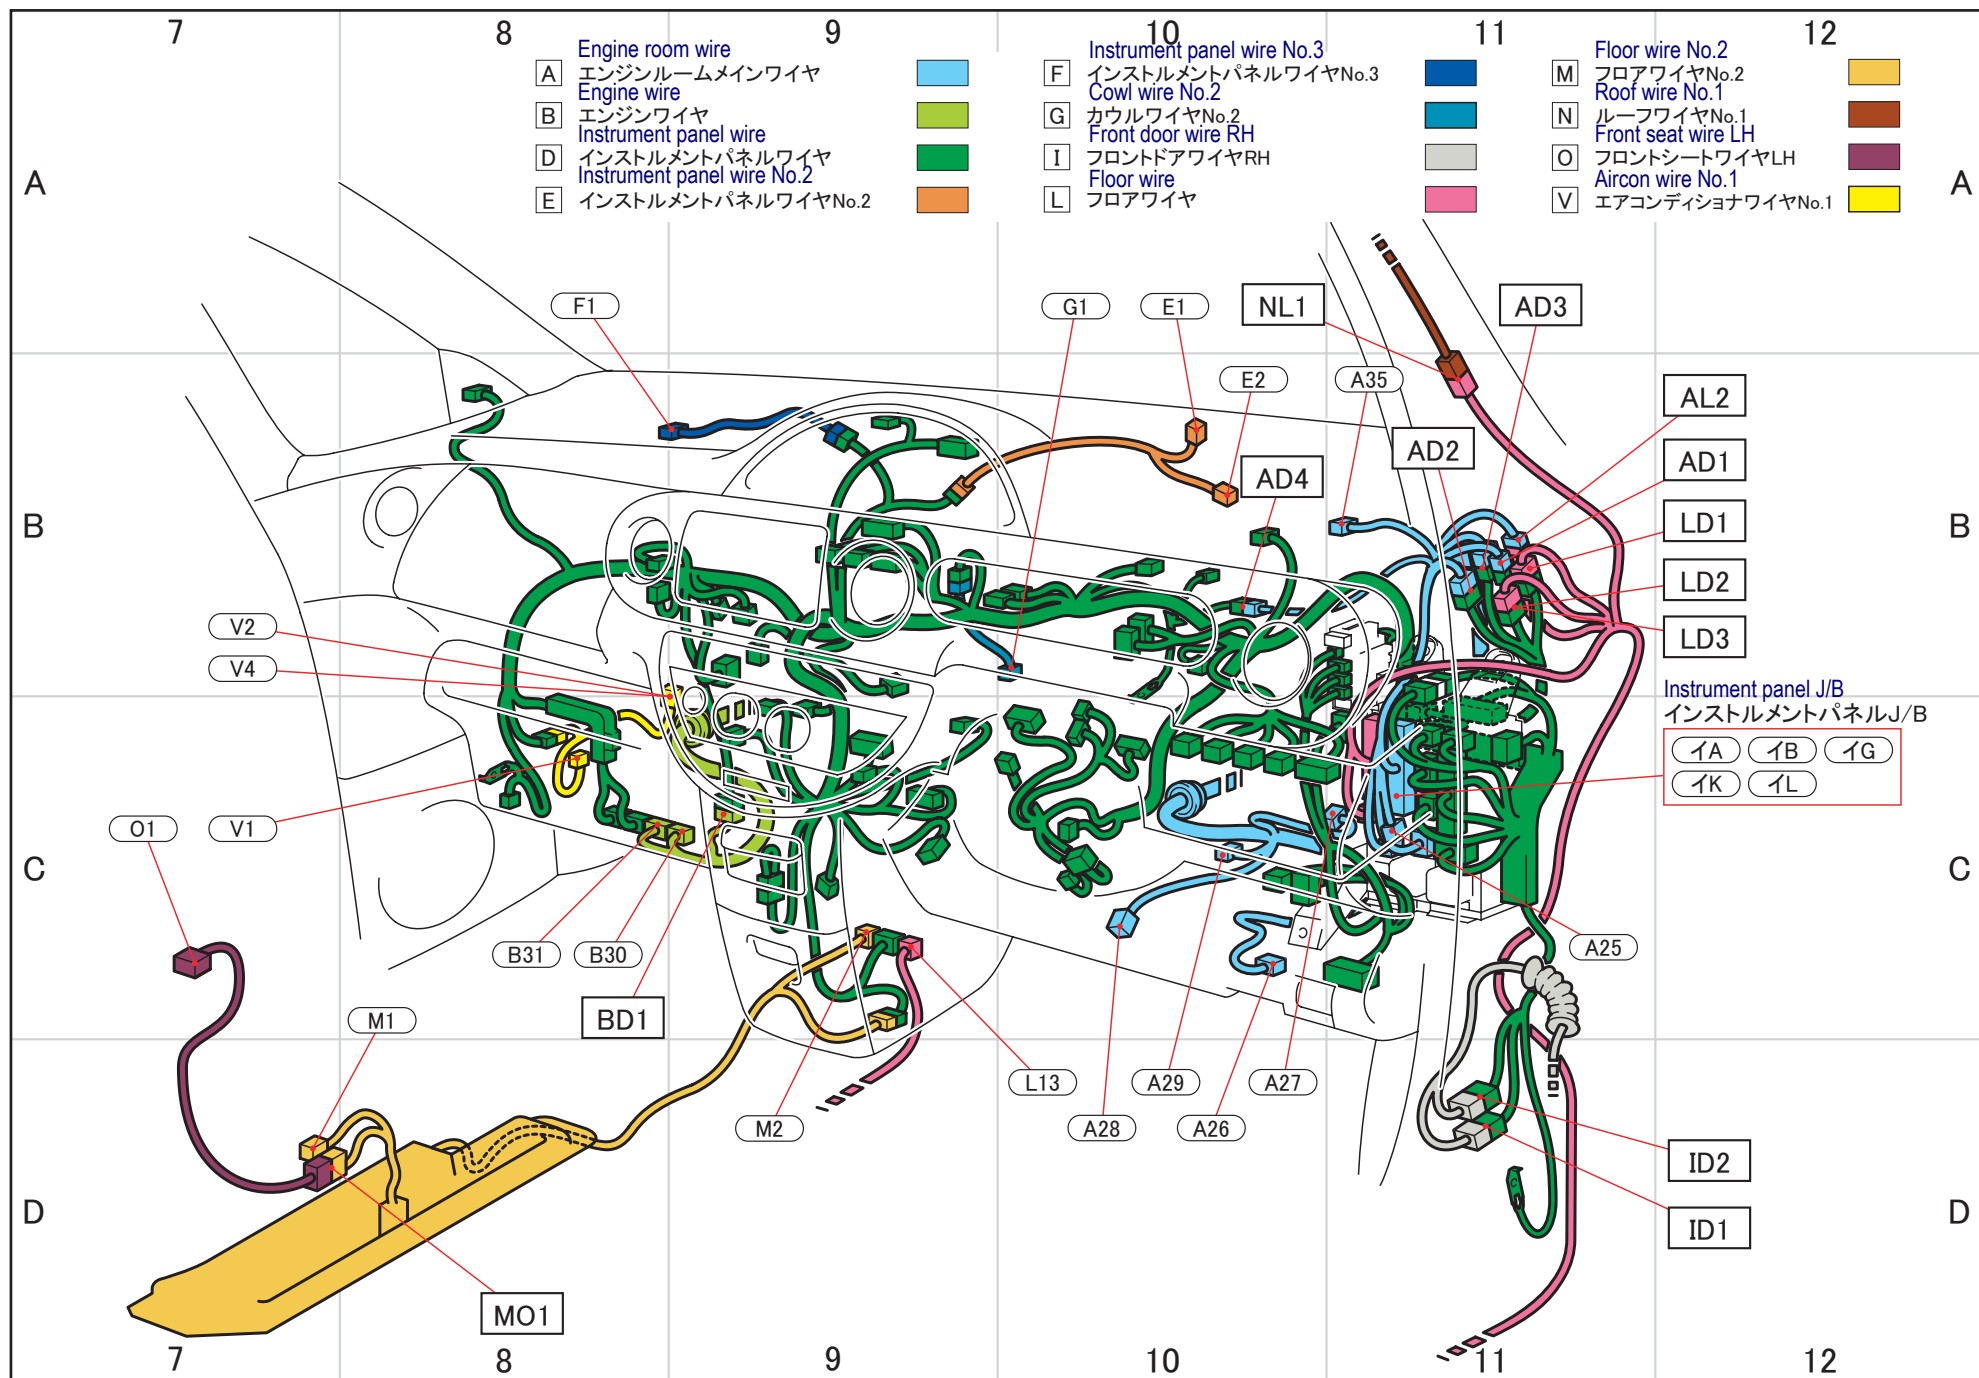 7 8 9 10 11 12
Engine room wire
A エンジンルームメインワイヤ
Engine wire
B エンジンワイヤ
Instrument panel wire
D インストルメントパネルワイヤ
Instrument panel wire No.2
E インストルメントパネルワイヤNo.2
Instrument panel wire No.3
F インストルメントパネルワイヤNo.3
Cowl wire No.2
G カウルワイヤNo.2
Front door wire RH
I フロントドアワイヤRH
Floor wire
L フロアワイヤ
Floor wire No.2
M フロアワイヤNo.2
Roof wire No.1
N ルーフワイヤNo.1
Front seat wire LH
O フロントシートワイヤLH
Aircon wire No.1
V エアコンディショナワイヤNo.1
A A
F1 G1 E1 NL1 AD3
E2 A35 AL2
AD2 AD1
AD4
LD1
B B
LD2
V2 LD3
V4
Instrument panel J/B
インストルメントパネルJ/B
イA イB イG
イK イL
O1 V1
C C
B31 B30 A25
M1 BD1
L13 A29 A27
M2 A28 A26
ID2
D D
ID1
MO1
7 8 9 10 11 12